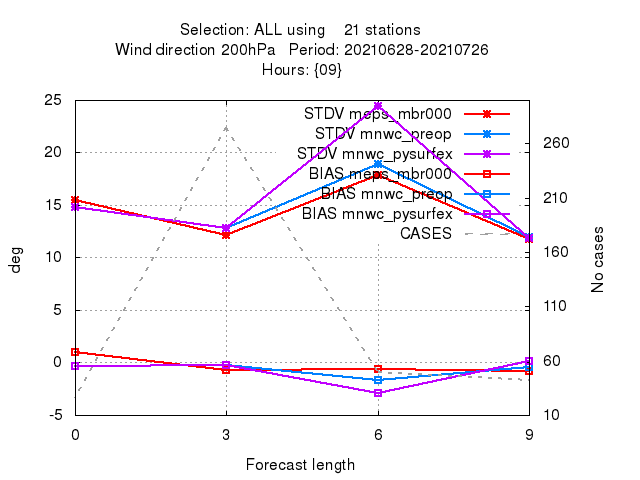 Selection: ALL using 21 stations
Wind direction 200hPa Period: 20210628-20210726
Hours: {09}
25
20
15
10
5
0
-5
deg
STDV meps_mbr000
STDV mnwc_preop
STDV mnwc_pysurfex
BIAS meps_mbr000
BIAS mnwc_preop
BIAS mnwc_pysurfex
CASES
260
210
160
110
60
10
No cases
0 3 6 9
Forecast length